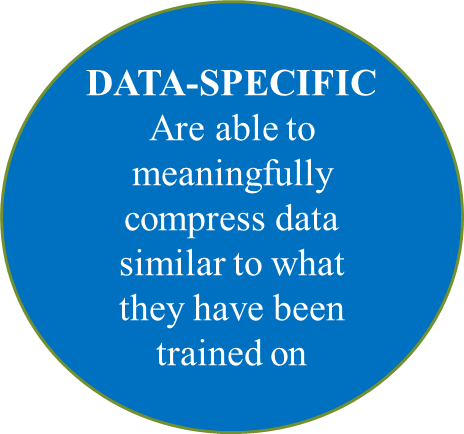 DATA-SPECIFIC
Are able to
meaningfully
compress data
similar to what
they have been
trained on